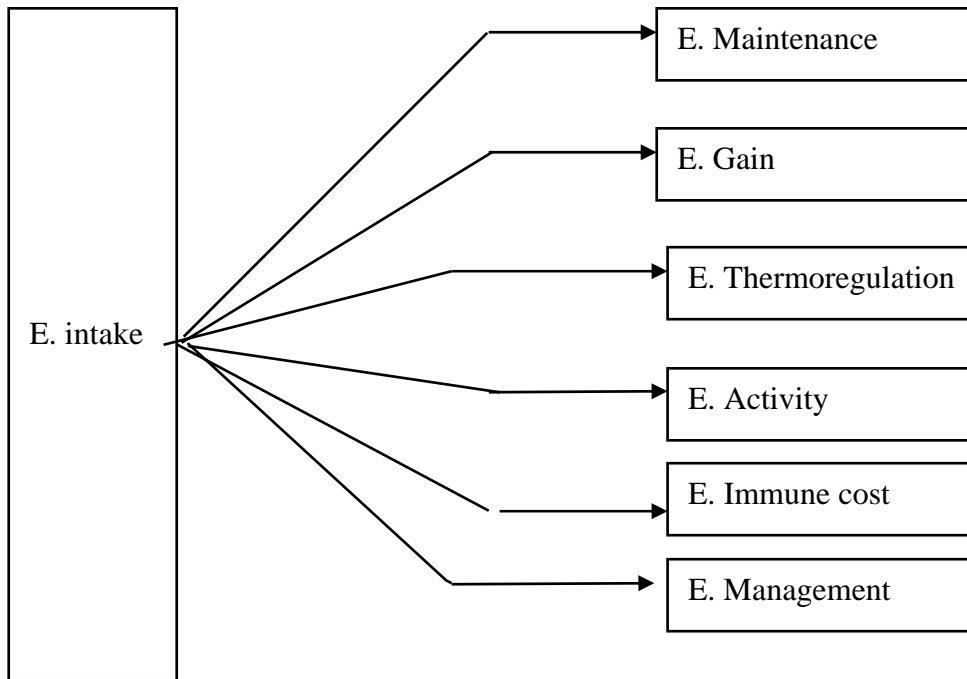 E. Maintenance
E. Gain
E. Thermoregulation
E. intake
E. Activity
E. Immune cost
E. Management